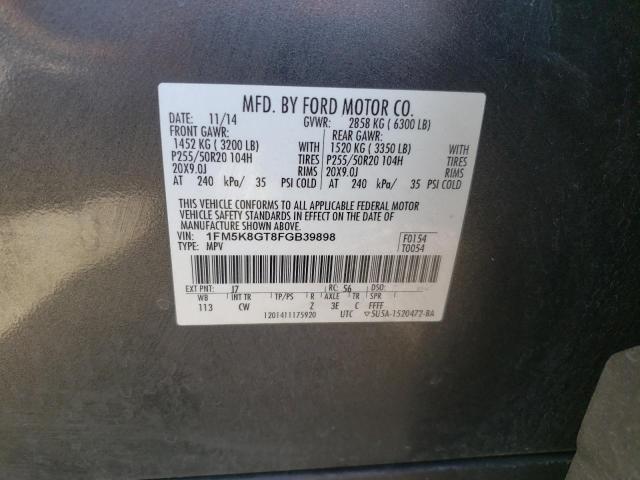 MFD. BY FORD MOTOR CO.
DATE: 11/14 GVWR: 2858 KG ( 6300 LB)
FRONT GAWR: REAR GAWR:
1452 KG ( 3200 LB) WITH 1520 KG ( 3350 LB) WITH
P255/50R20 104H TIRES P255/50R20 104H TIRES
20X9.0J RIMS 20X9.0J RIMS
AT 240 kPa/ 35 PSI COLD AT 240 kPa/ 35 PSI COLD
THIS VEHICLE CONFORMS TO ALL APPLICABLE FEDERAL MOTOR
VEHICLE SAFETY STANDARDS IN EFFECT ON THE DATE OF
MANUFACTURE SHOWN ABOVE.
VIN: 1FM5K8GT8FGB39898 F0154
TYPE: MPV T0054
EXT PNT: J7 RC: 56 DSO:
WB INT TR TP/PS R AXLE TR SPR
113 CW Z 3E C FFFF
1201411175920 UTC ▽5U5A-1520472-BA